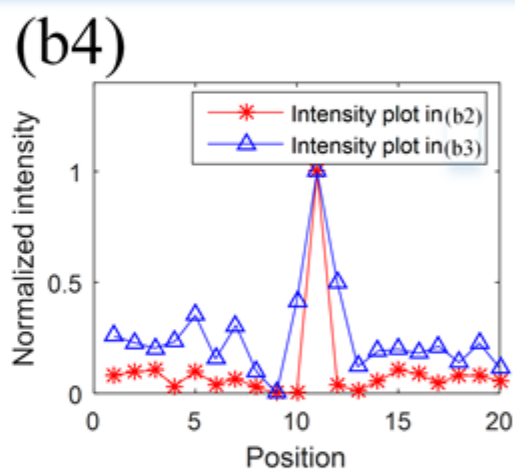 (b4)
Intensity plot in(b2)
Intensity plot in(b3)
Normalized intensity
1
0.5
0
0 5 10 15 20
Position